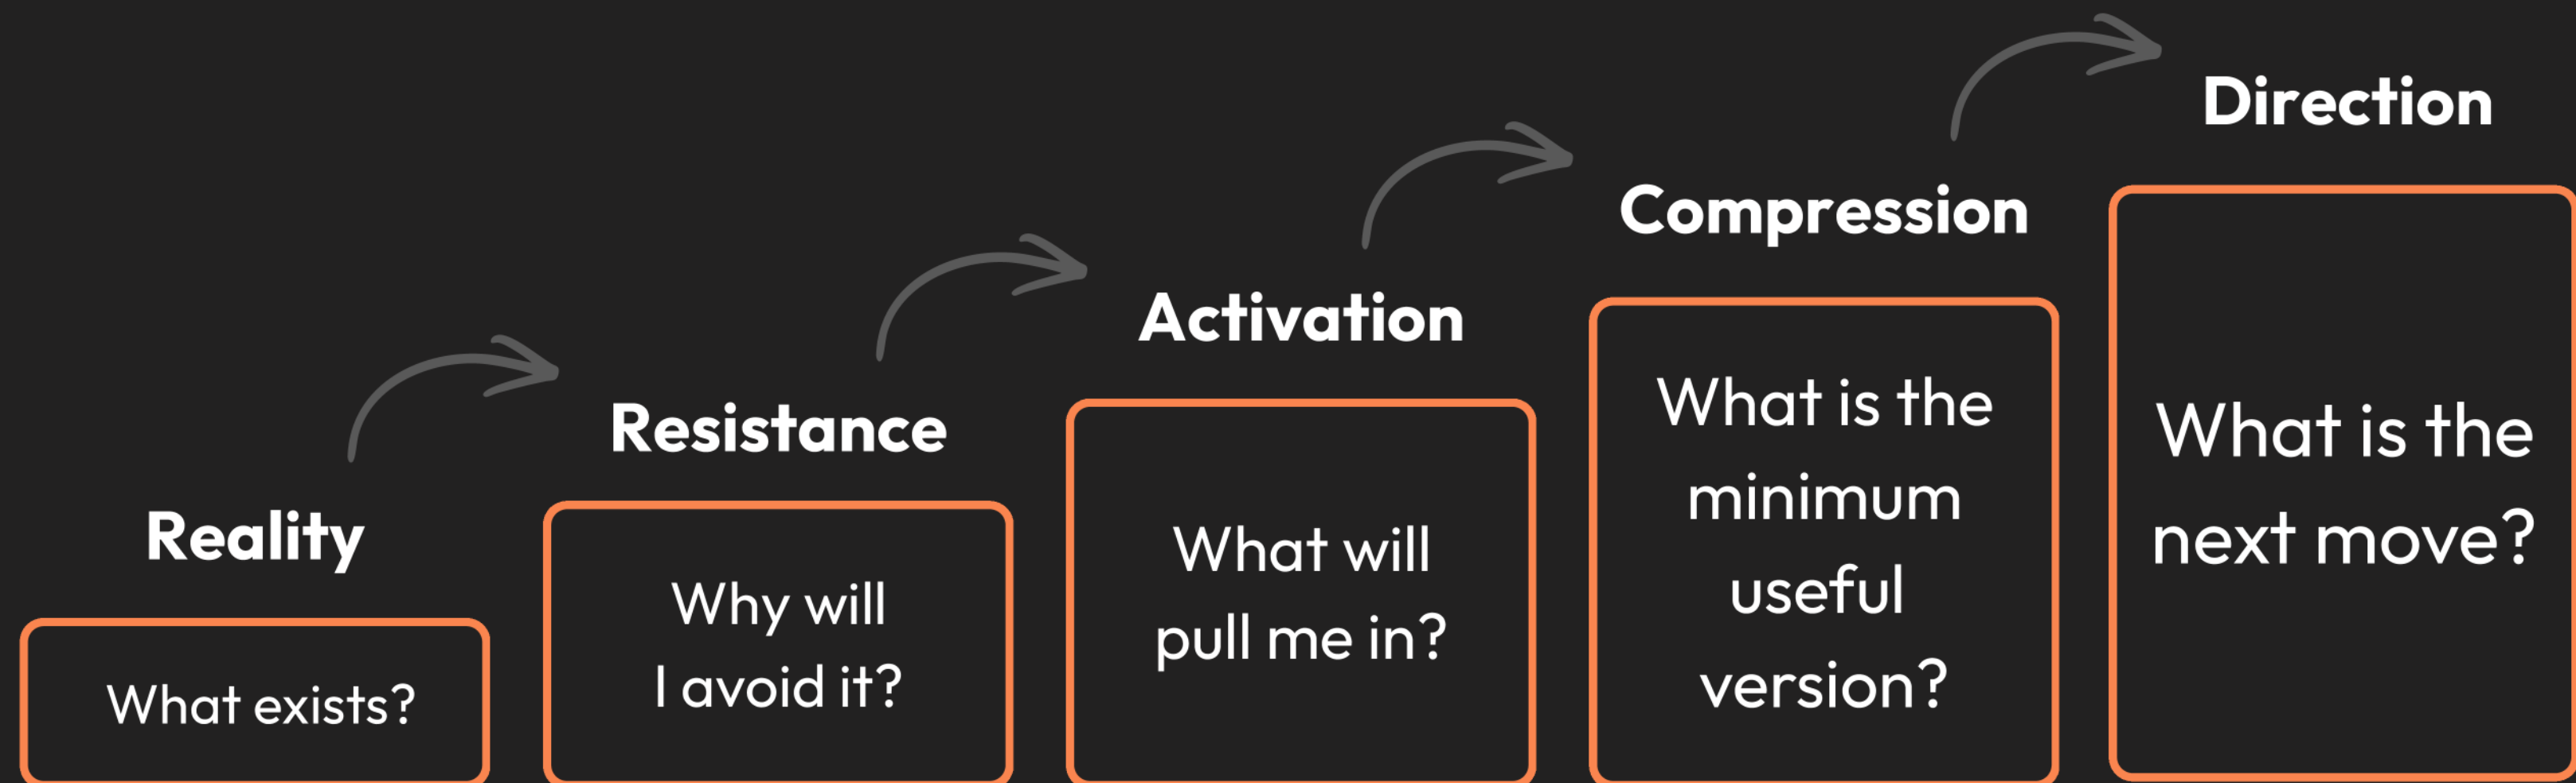 Reality
What exists?
Resistance
Why will
I avoid it?
Activation
What will
pull me in?
Compression
What is the
minimum
useful
version?
Direction
What is the
next move?